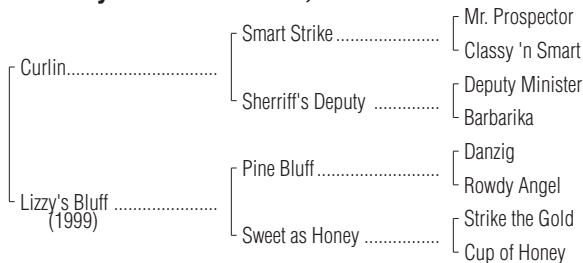 Mr. Prospector
Smart Strike ......................
Classy 'n Smart
Curlin................................
Deputy Minister
Sherriff's Deputy ..............
Barbarika
Danzig
Pine Bluff..........................
Rowdy Angel
Lizzy's Bluff ......................
(1999)
Strike the Gold
Sweet as Honey ................
Cup of Honey